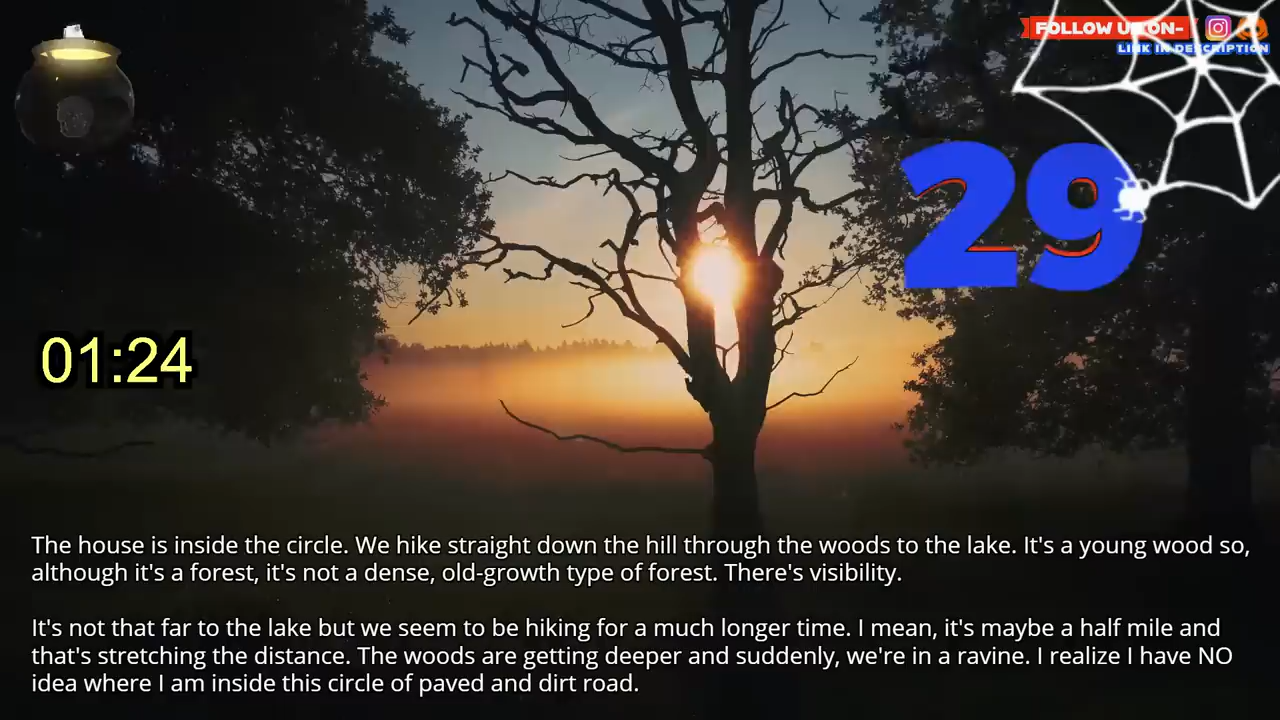 FOLLOW US ON-
LINK IN DESCRIPTION
29
01:24
The house is inside the circle. We hike straight down the hill through the woods to the lake. It's a young wood so,
although it's a forest, it's not a dense, old-growth type of forest. There's visibility.
It's not that far to the lake but we seem to be hiking for a much longer time. I mean, it's maybe a half mile and
that's stretching the distance. The woods are getting deeper and suddenly, we're in a ravine. I realize I have NO
idea where I am inside this circle of paved and dirt road.